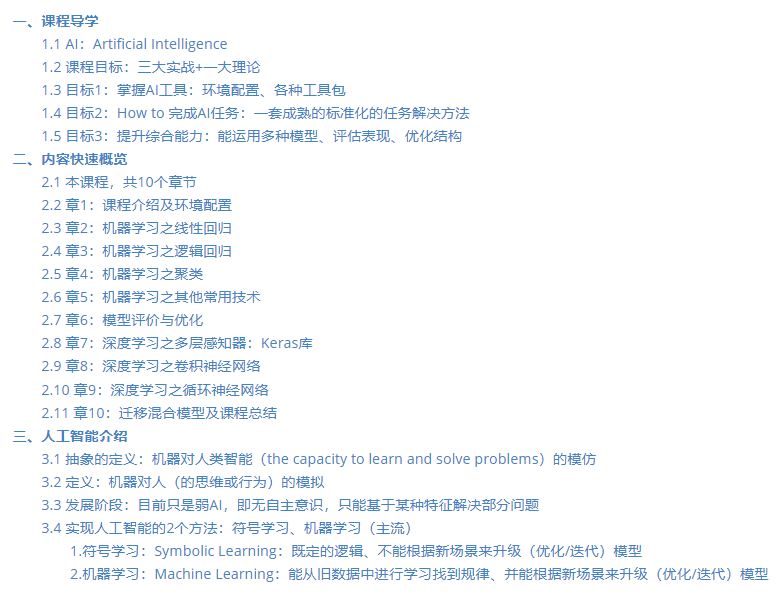 一、课程导学
1.1 AI：Artificial Intelligence
1.2 课程目标：三大实战+一大理论
1.3 目标1：掌握AI工具：环境配置、各种工具包
1.4 目标2：How to 完成AI任务：一套成熟的标准化的任务解决方法
1.5 目标3：提升综合能力：能运用多种模型、评估表现、优化结构
二、内容快速概览
2.1 本课程，共10个章节
2.2 章1：课程介绍及环境配置
2.3 章2：机器学习之线性回归
2.4 章3：机器学习之逻辑回归
2.5 章4：机器学习之聚类
2.6 章5：机器学习之其他常用技术
2.7 章6：模型评价与优化
2.8 章7：深度学习之多层感知器：Keras库
2.9 章8：深度学习之卷积神经网络
2.10 章9：深度学习之循环神经网络
2.11 章10：迁移混合模型及课程总结
三、人工智能介绍
3.1 抽象的定义：机器对人类智能（the capacity to learn and solve problems）的模仿
3.2 定义：机器对人（的思维或行为）的模拟
3.3 发展阶段：目前只是弱AI，即无自主意识，只能基于某种特征解决部分问题
3.4 实现人工智能的2个方法：符号学习、机器学习（主流）
1.符号学习：Symbolic Learning：既定的逻辑、不能根据新场景来升级（优化/迭代）模型
2.机器学习：Machine Learning：能从旧数据中进行学习找到规律、并能根据新场景来升级（优化/迭代）模型